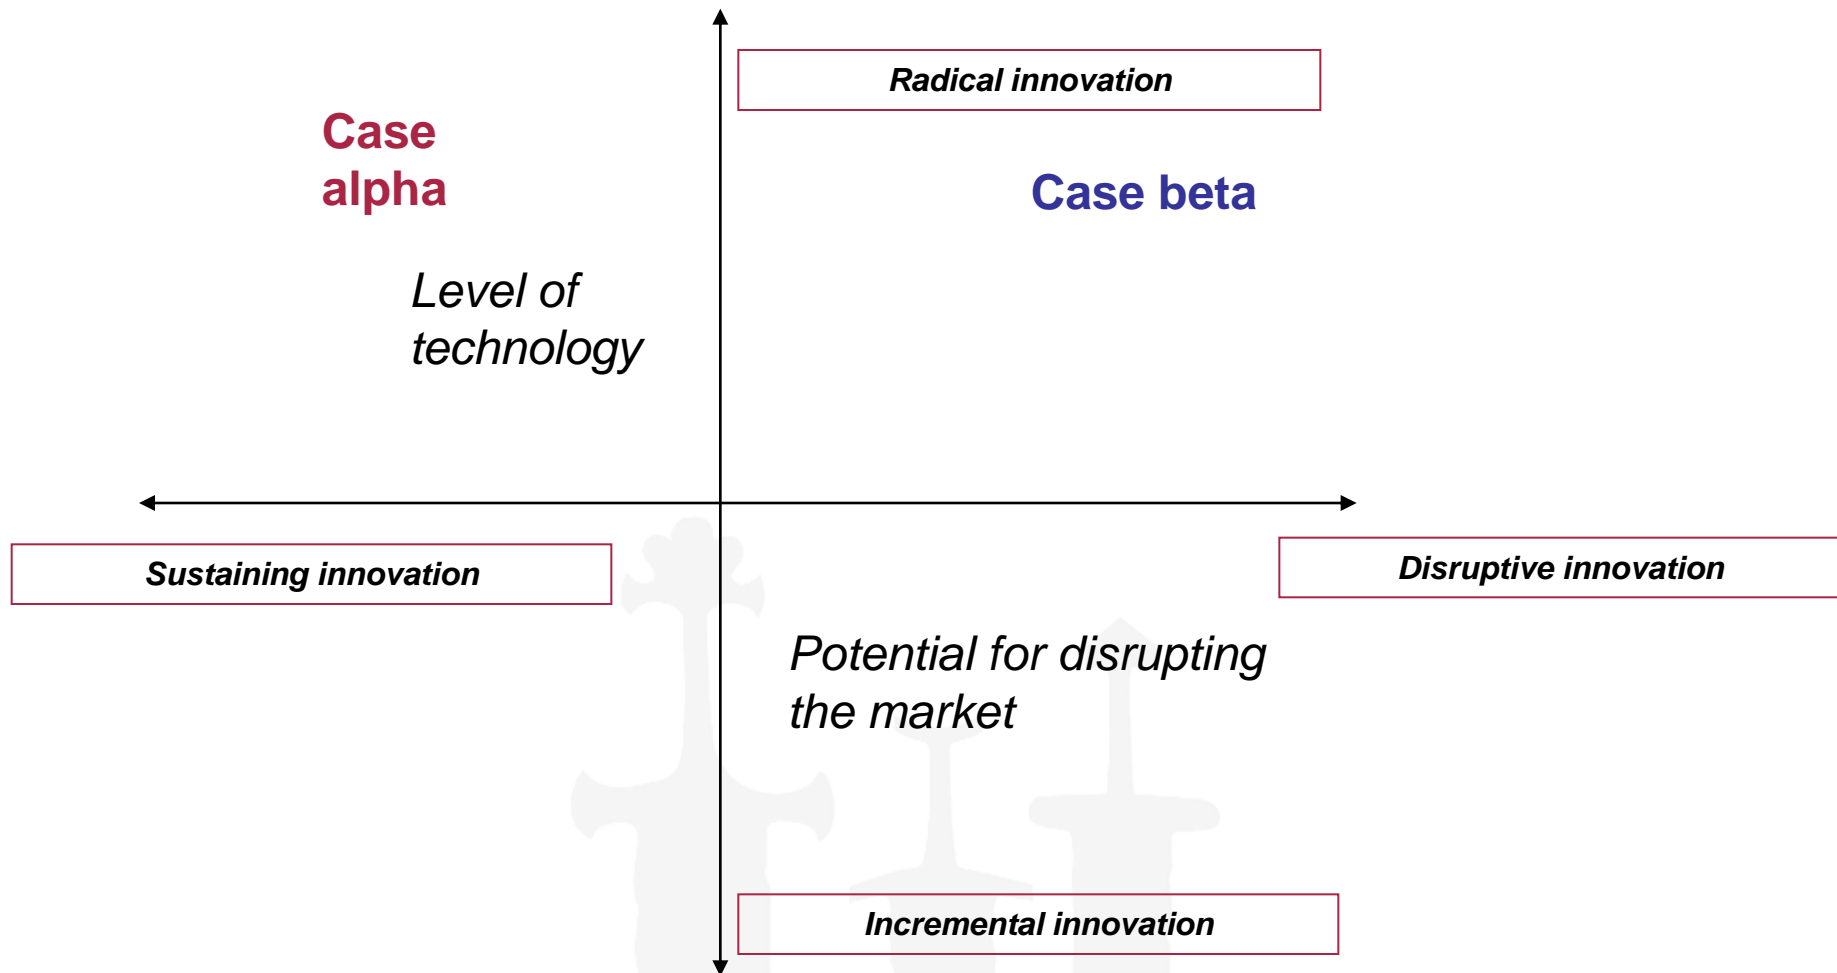 Radical innovation
Case
alpha
Case beta
Level of
technology
Sustaining innovation
Disruptive innovation
Potential for disrupting
the market
Incremental innovation